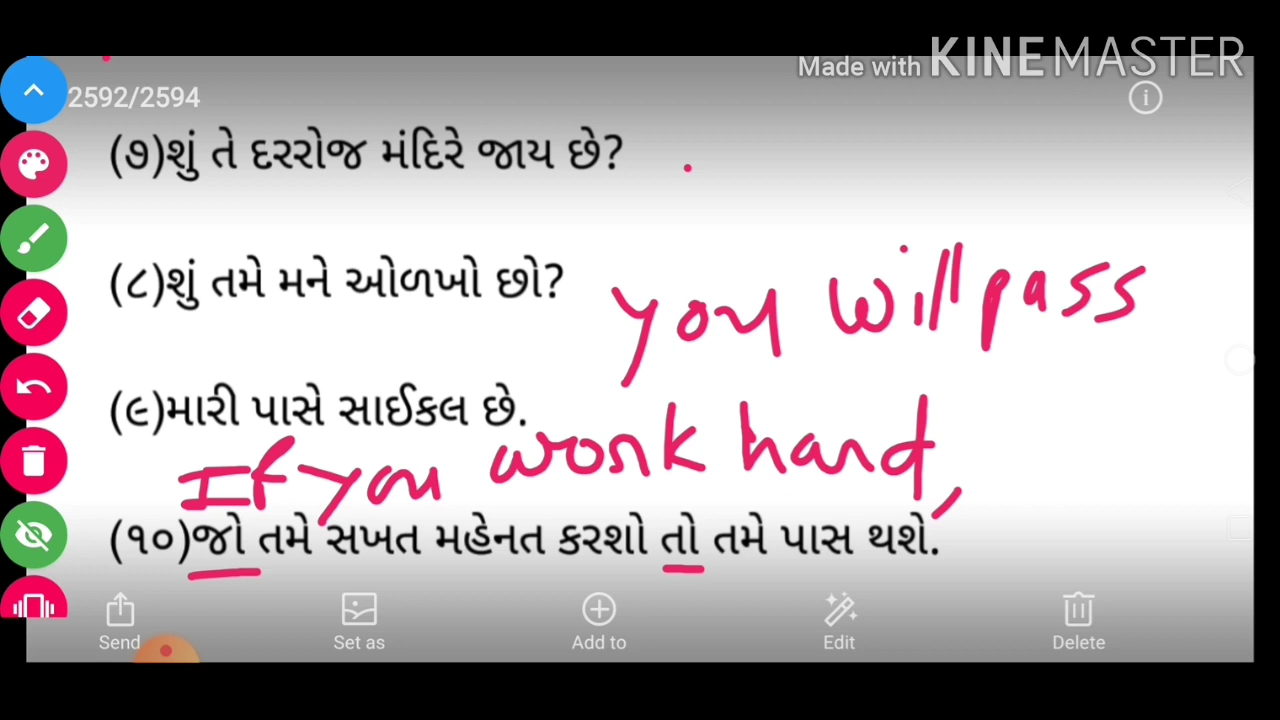 Made with KINEMASTER
2592/2594
(૭)શું તે દરરોજ મંદિરે જાય છે?
(૮)શું તમે મને ઓળખો છો?
you will pass
(૯)મારી પાસે સાઈકલ છે.
If you work hard,
(૧૦)જો તમે સખત મહેનત કરશો તો તમે પાસ થશે.
Send Set as Add to Edit Delete